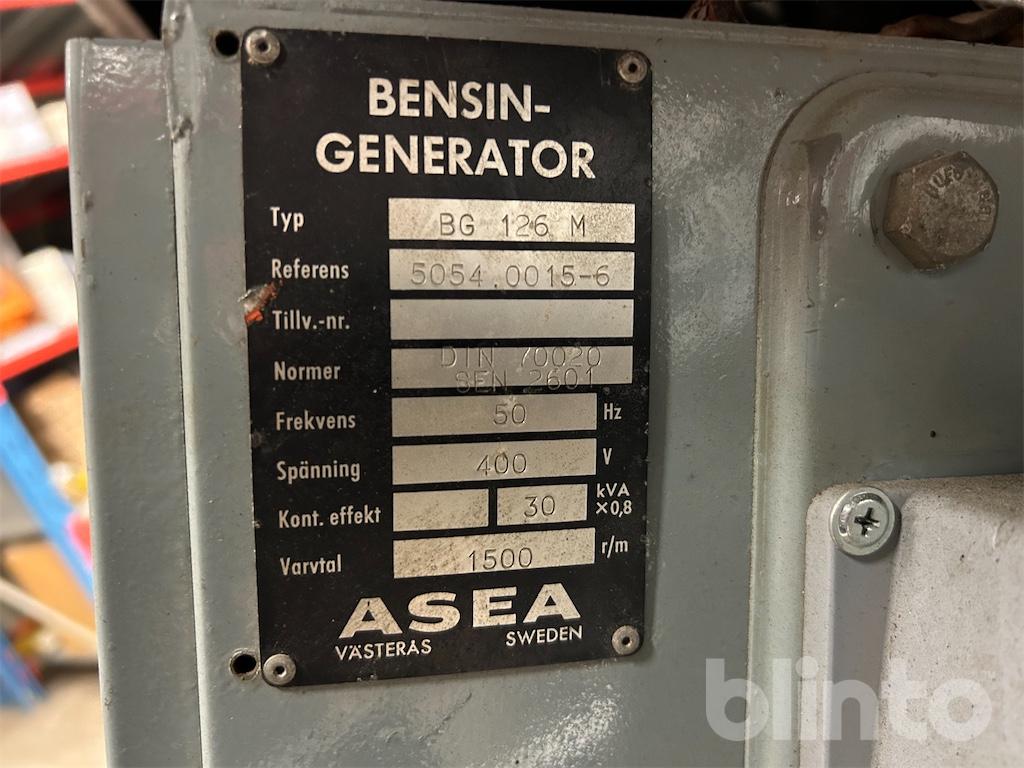 BENSIN-
GENERATOR
Typ BG 126 M
Referens 5054.0015-6
Tillv.-nr.
Normer DIN 70020
SEN 2601
Frekvens 50 Hz
Spänning 400 V
Kont. effekt 30 kVA
×0,8
Varvtal 1500 r/m
ASEA
VÄSTERÅS SWEDEN
blinto